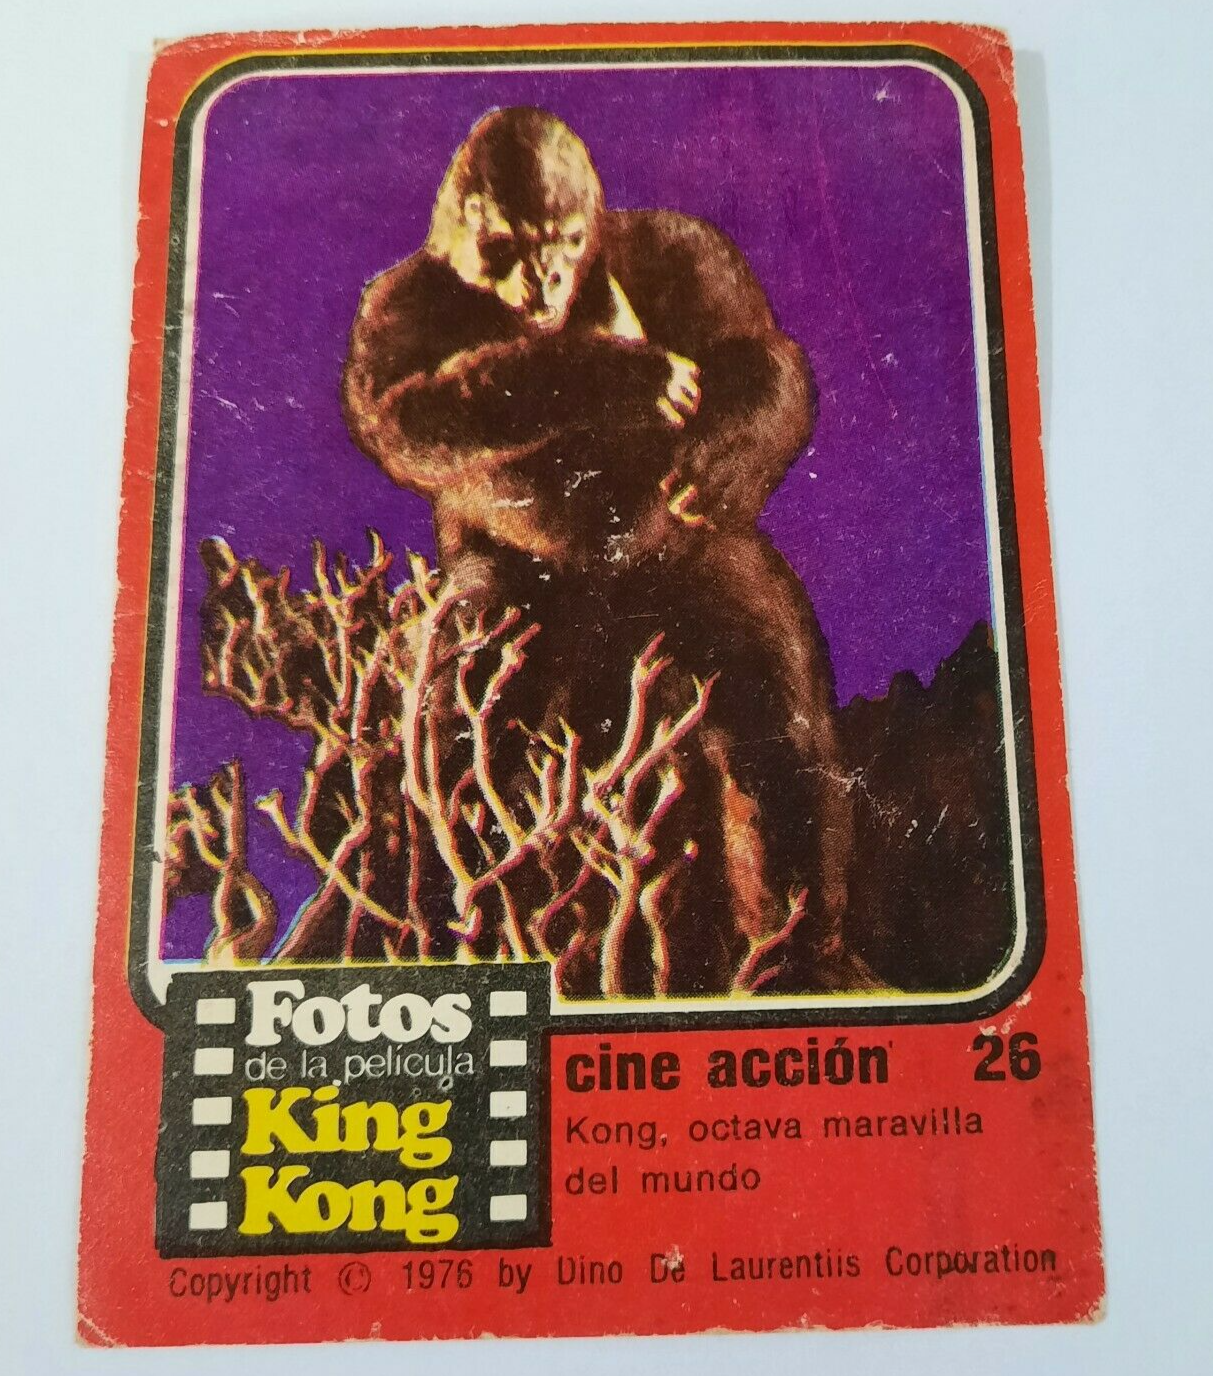 Fotos
de la película
King
Kong
cine acción 26
Kong, octava maravilla
del mundo
Copyright © 1976 by Dino De Laurentiis Corporation